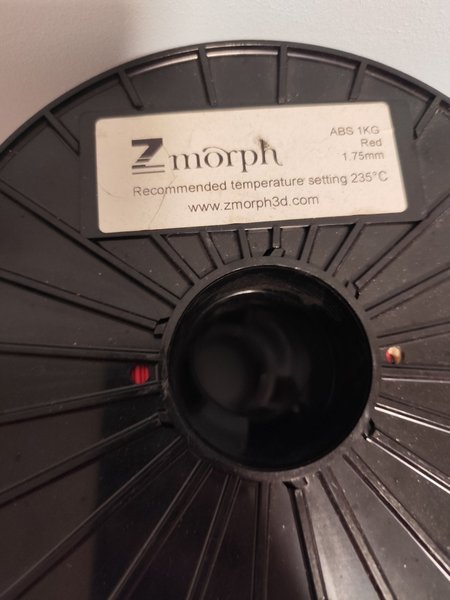 Zmorph
ABS 1KG
Red
1.75mm
Recommended temperature setting 235°C
www.zmorph3d.com